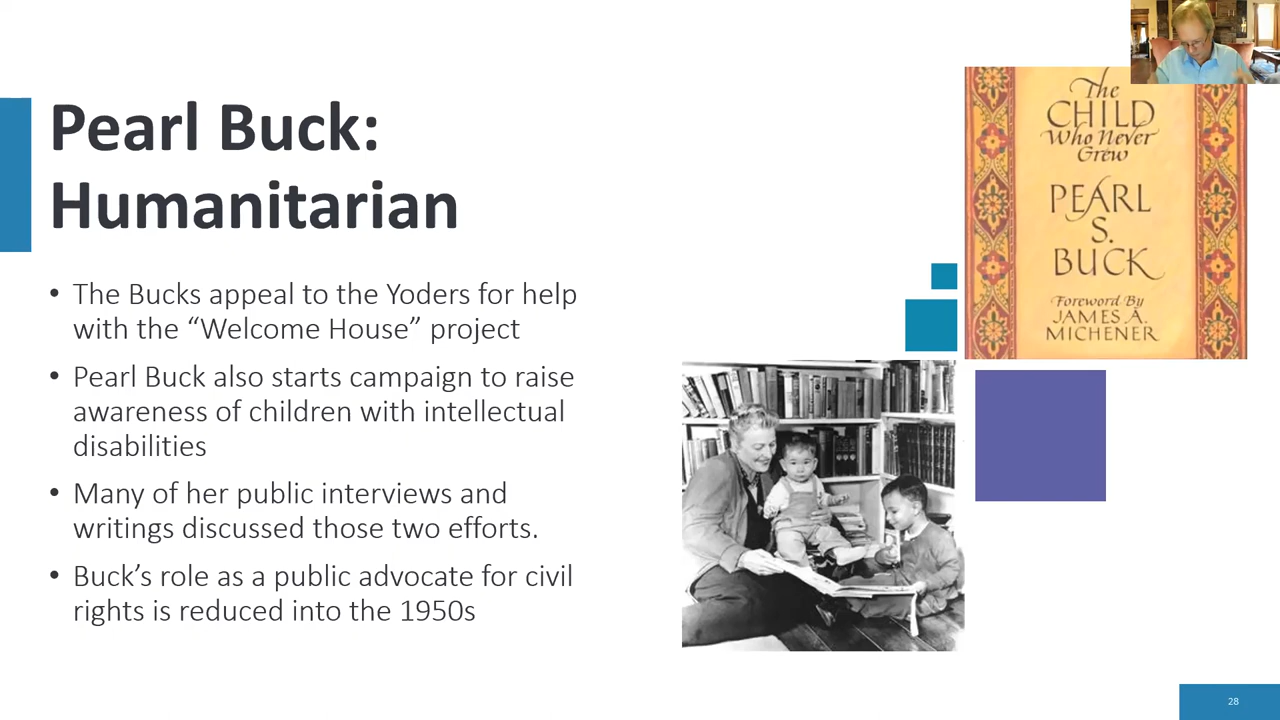 Pearl Buck:
Humanitarian
• The Bucks appeal to the Yoders for help
with the “Welcome House” project
• Pearl Buck also starts campaign to raise
awareness of children with intellectual
disabilities
• Many of her public interviews and
writings discussed those two efforts.
• Buck’s role as a public advocate for civil
rights is reduced into the 1950s
The
CHILD
Who Never
Grew
PEARL
S.
BUCK
Foreword By
JAMES A.
MICHENER
28